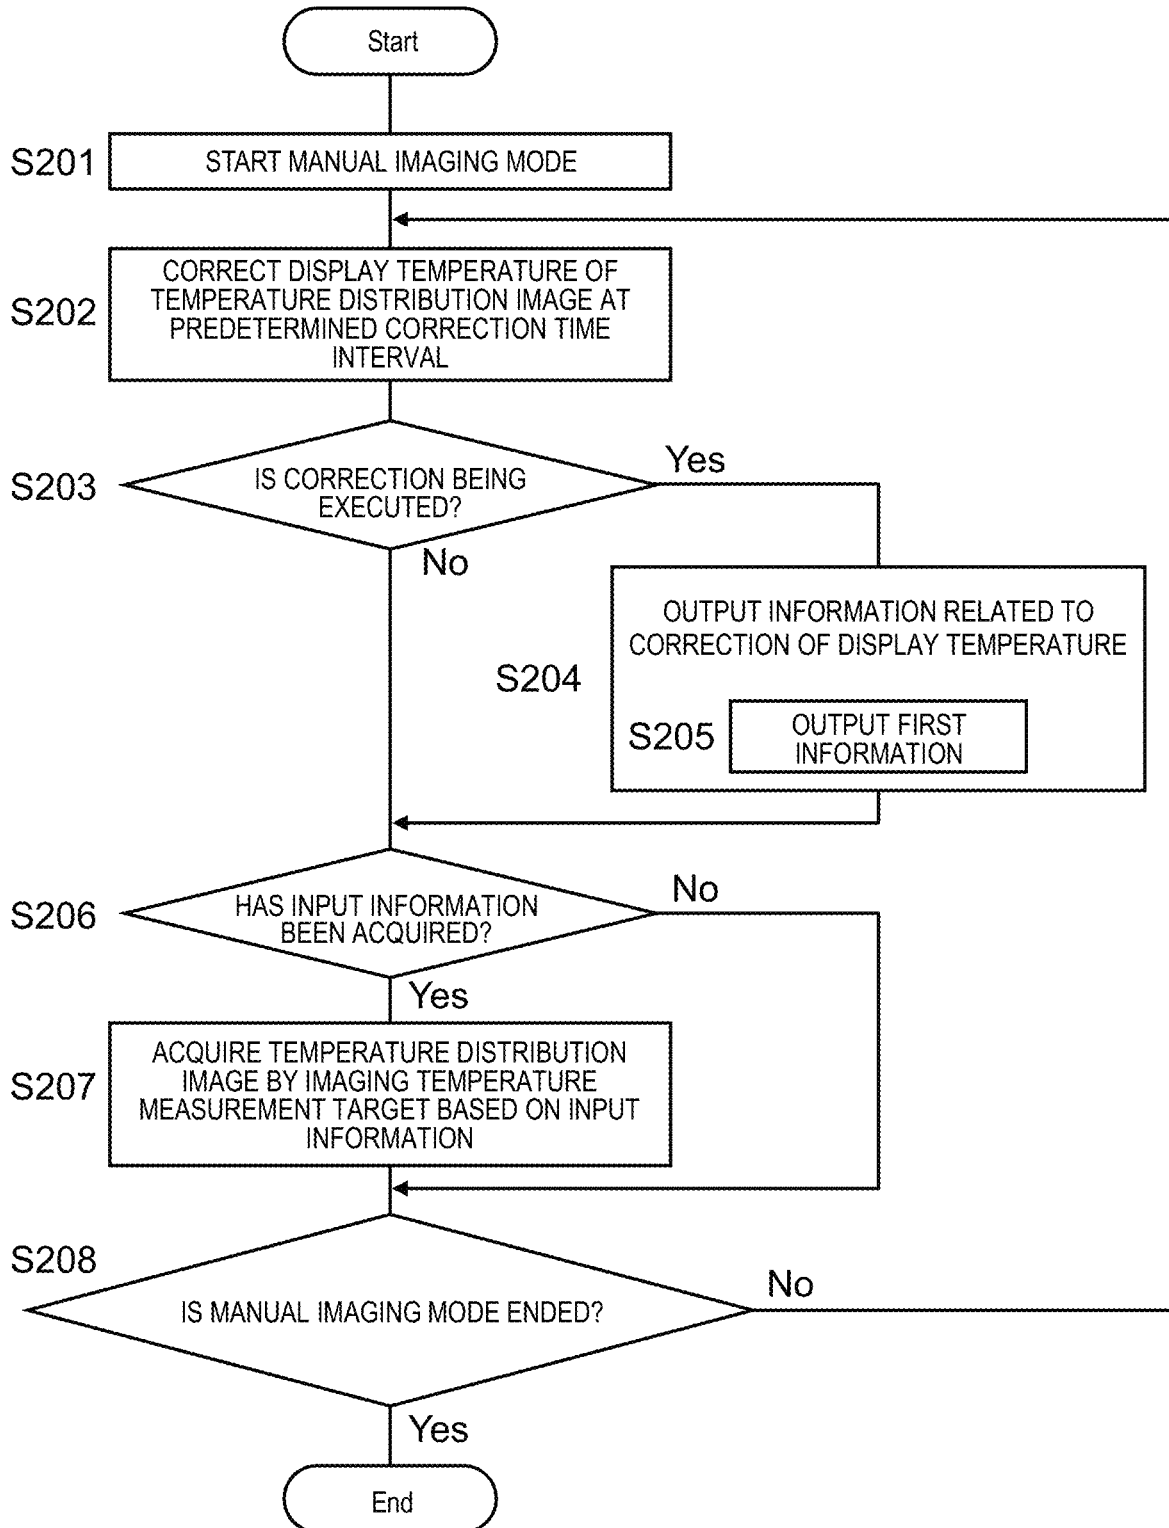 Start
S201
START MANUAL IMAGING MODE
S202
CORRECT DISPLAY TEMPERATURE OF
TEMPERATURE DISTRIBUTION IMAGE AT
PREDETERMINED CORRECTION TIME
INTERVAL
S203
IS CORRECTION BEING
EXECUTED?
Yes
No
S204
OUTPUT INFORMATION RELATED TO
CORRECTION OF DISPLAY TEMPERATURE
S205
OUTPUT FIRST
INFORMATION
S206
HAS INPUT INFORMATION
BEEN ACQUIRED?
No
Yes
S207
ACQUIRE TEMPERATURE DISTRIBUTION
IMAGE BY IMAGING TEMPERATURE
MEASUREMENT TARGET BASED ON INPUT
INFORMATION
S208
IS MANUAL IMAGING MODE ENDED?
No
Yes
End